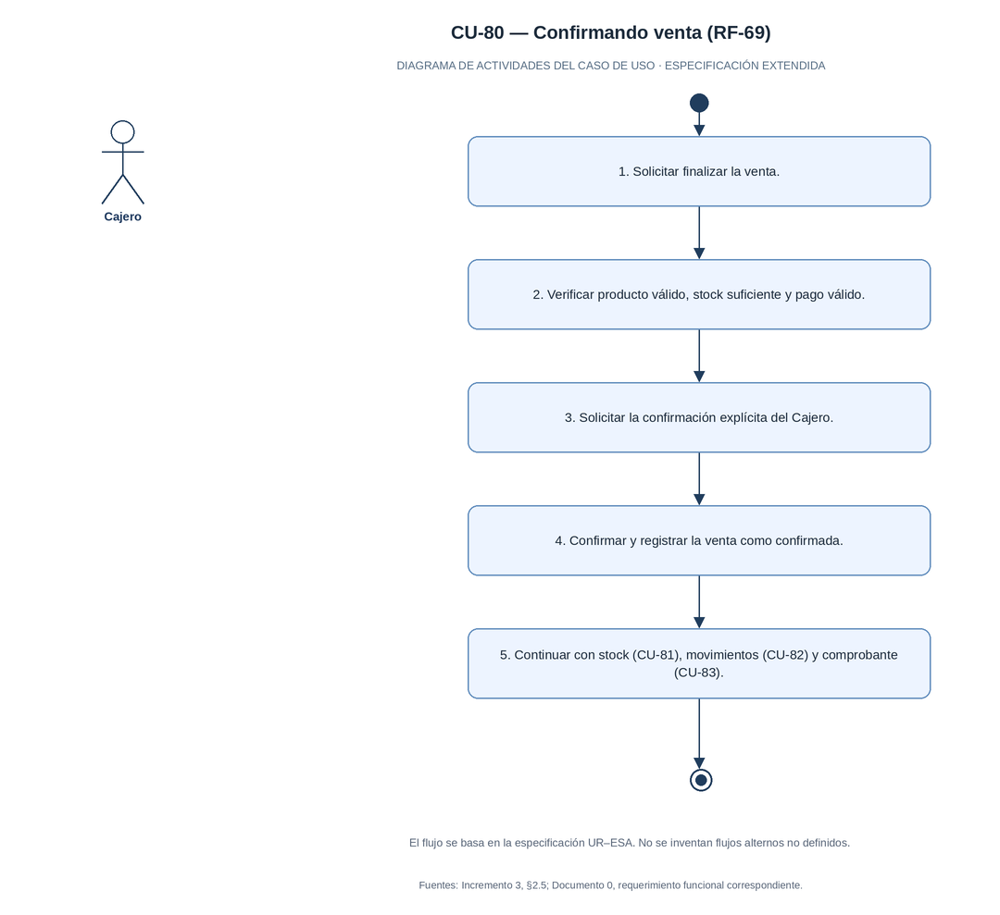 CU-80 — Confirmando venta (RF-69)
DIAGRAMA DE ACTIVIDADES DEL CASO DE USO · ESPECIFICACIÓN EXTENDIDA
Cajero
1. Solicitar finalizar la venta.
2. Verificar producto válido, stock suficiente y pago válido.
3. Solicitar la confirmación explícita del Cajero.
4. Confirmar y registrar la venta como confirmada.
5. Continuar con stock (CU-81), movimientos (CU-82) y comprobante
(CU-83).
El flujo se basa en la especificación UR–ESA. No se inventan flujos alternos no definidos.
Fuentes: Incremento 3, §2.5; Documento 0, requerimiento funcional correspondiente.